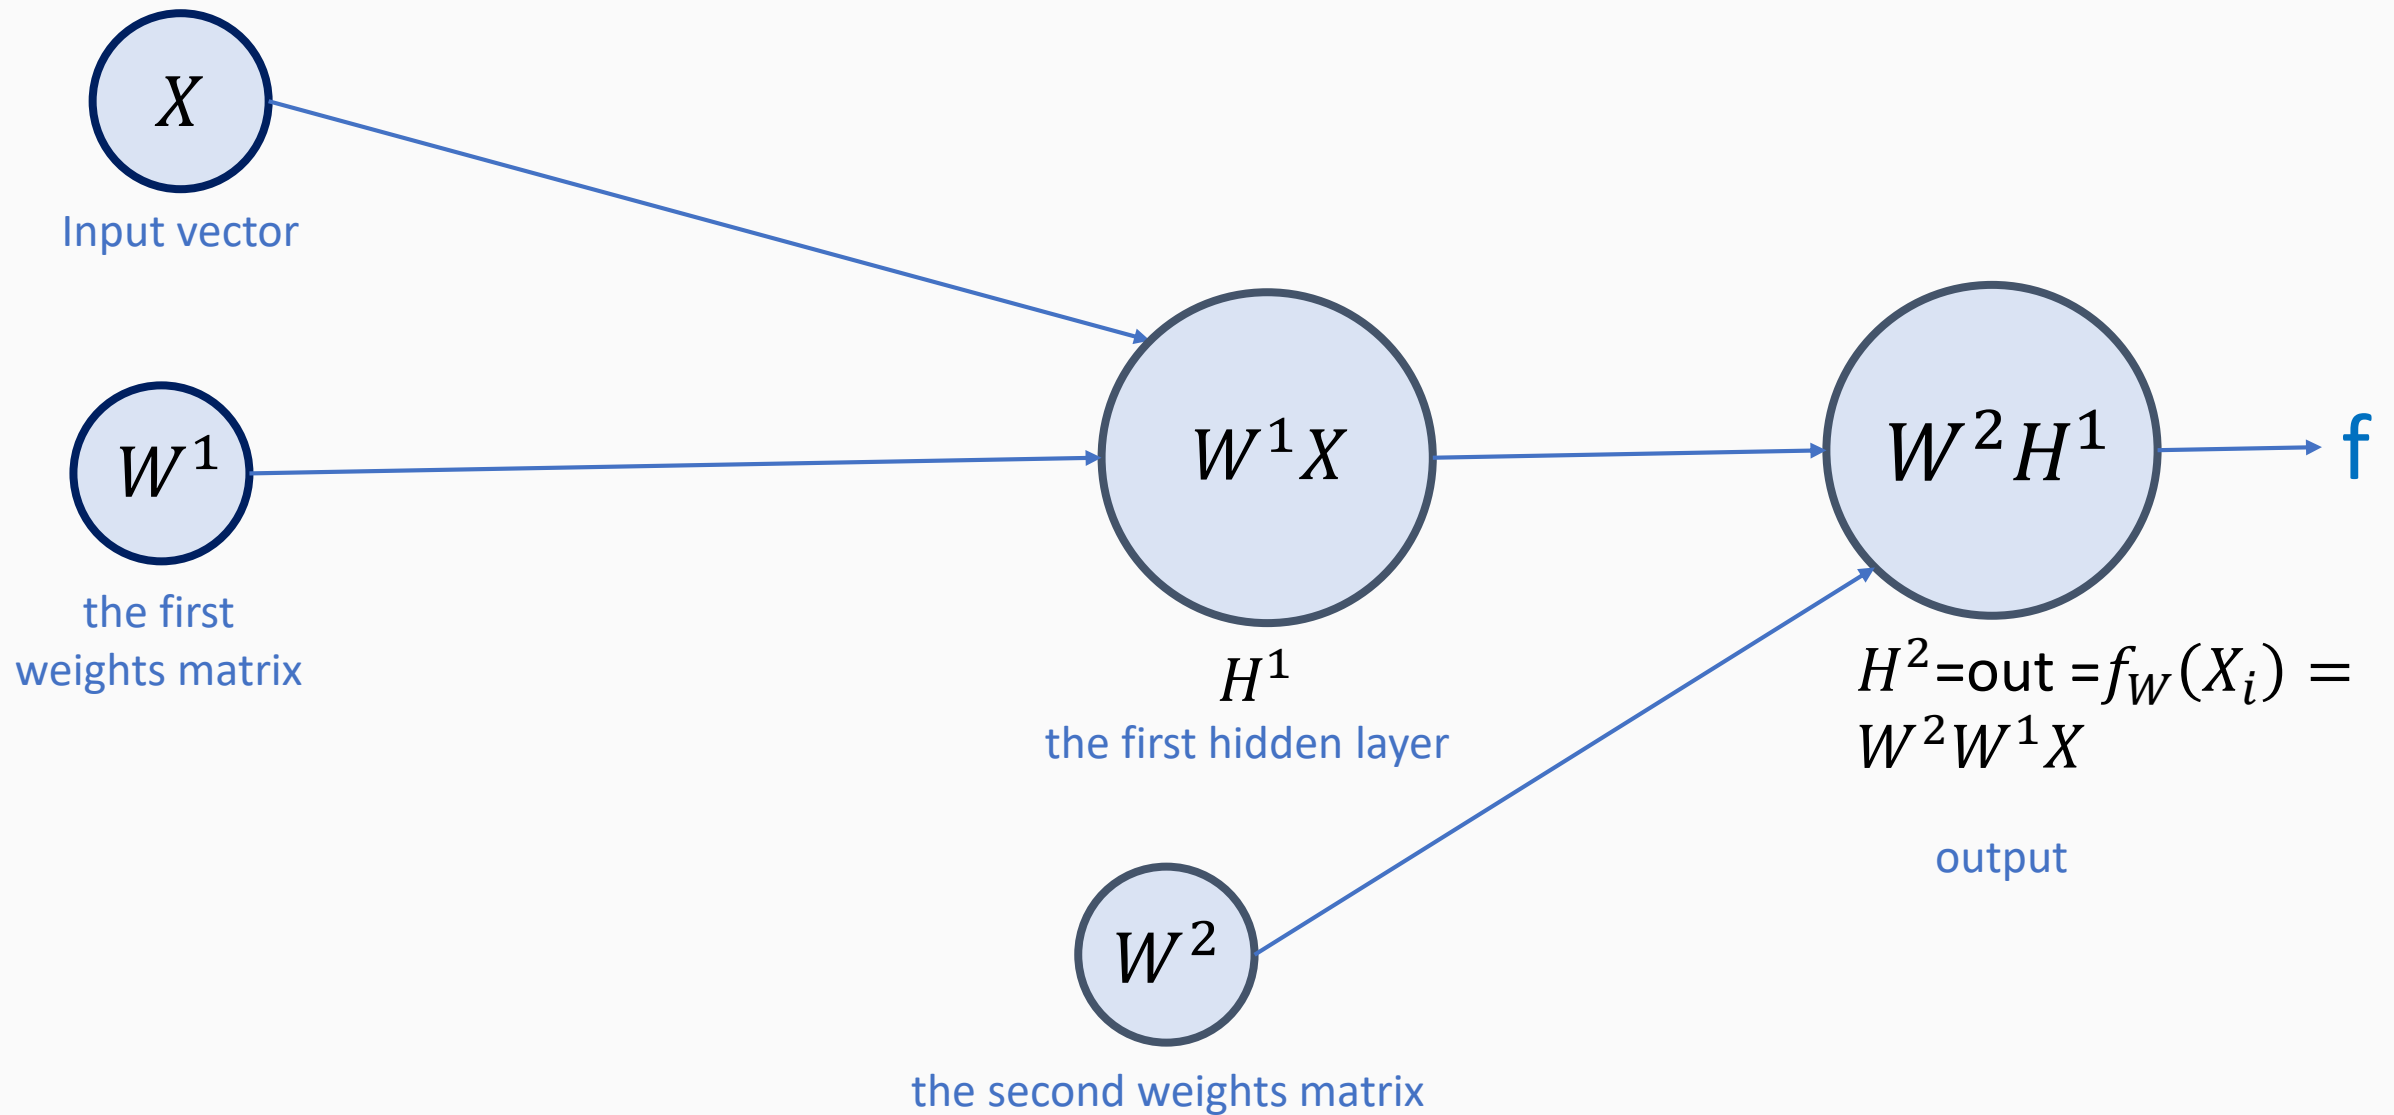 X
Input vector
W¹
the first
weights matrix
W¹X
H¹
the first hidden layer
W²
the second weights matrix
W²H¹
f
H²=out =f_W(X_i) =
W²W¹X
output